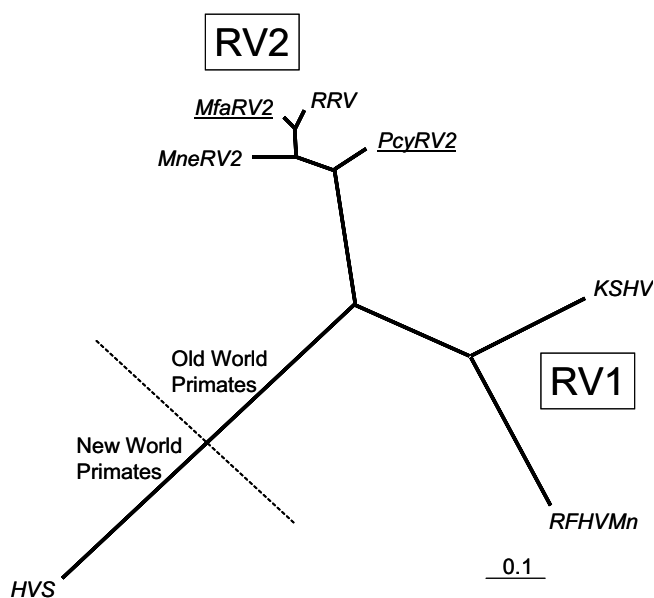 RV2
MfaRV2
RRV
MneRV2
PcyRV2
KSHV
Old World
Primates
RV1
New World
Primates
RFHVMn
0.1
HVS